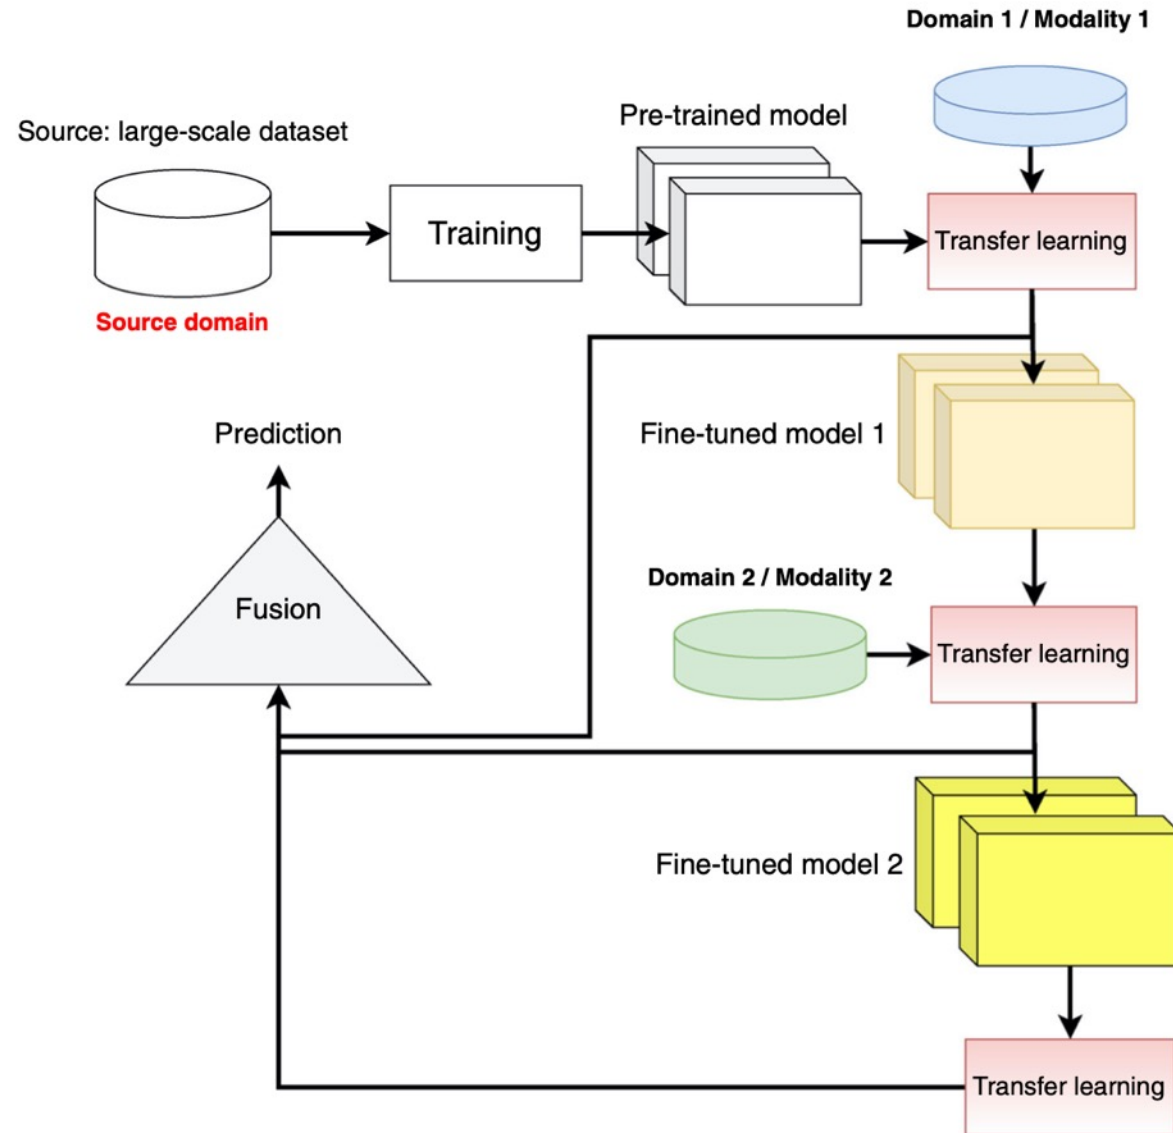 Domain 1 / Modality 1
Source: large-scale dataset
Pre-trained model
Training
Transfer learning
Source domain
Prediction
Fine-tuned model 1
Domain 2 / Modality 2
Fusion
Transfer learning
Fine-tuned model 2
Transfer learning